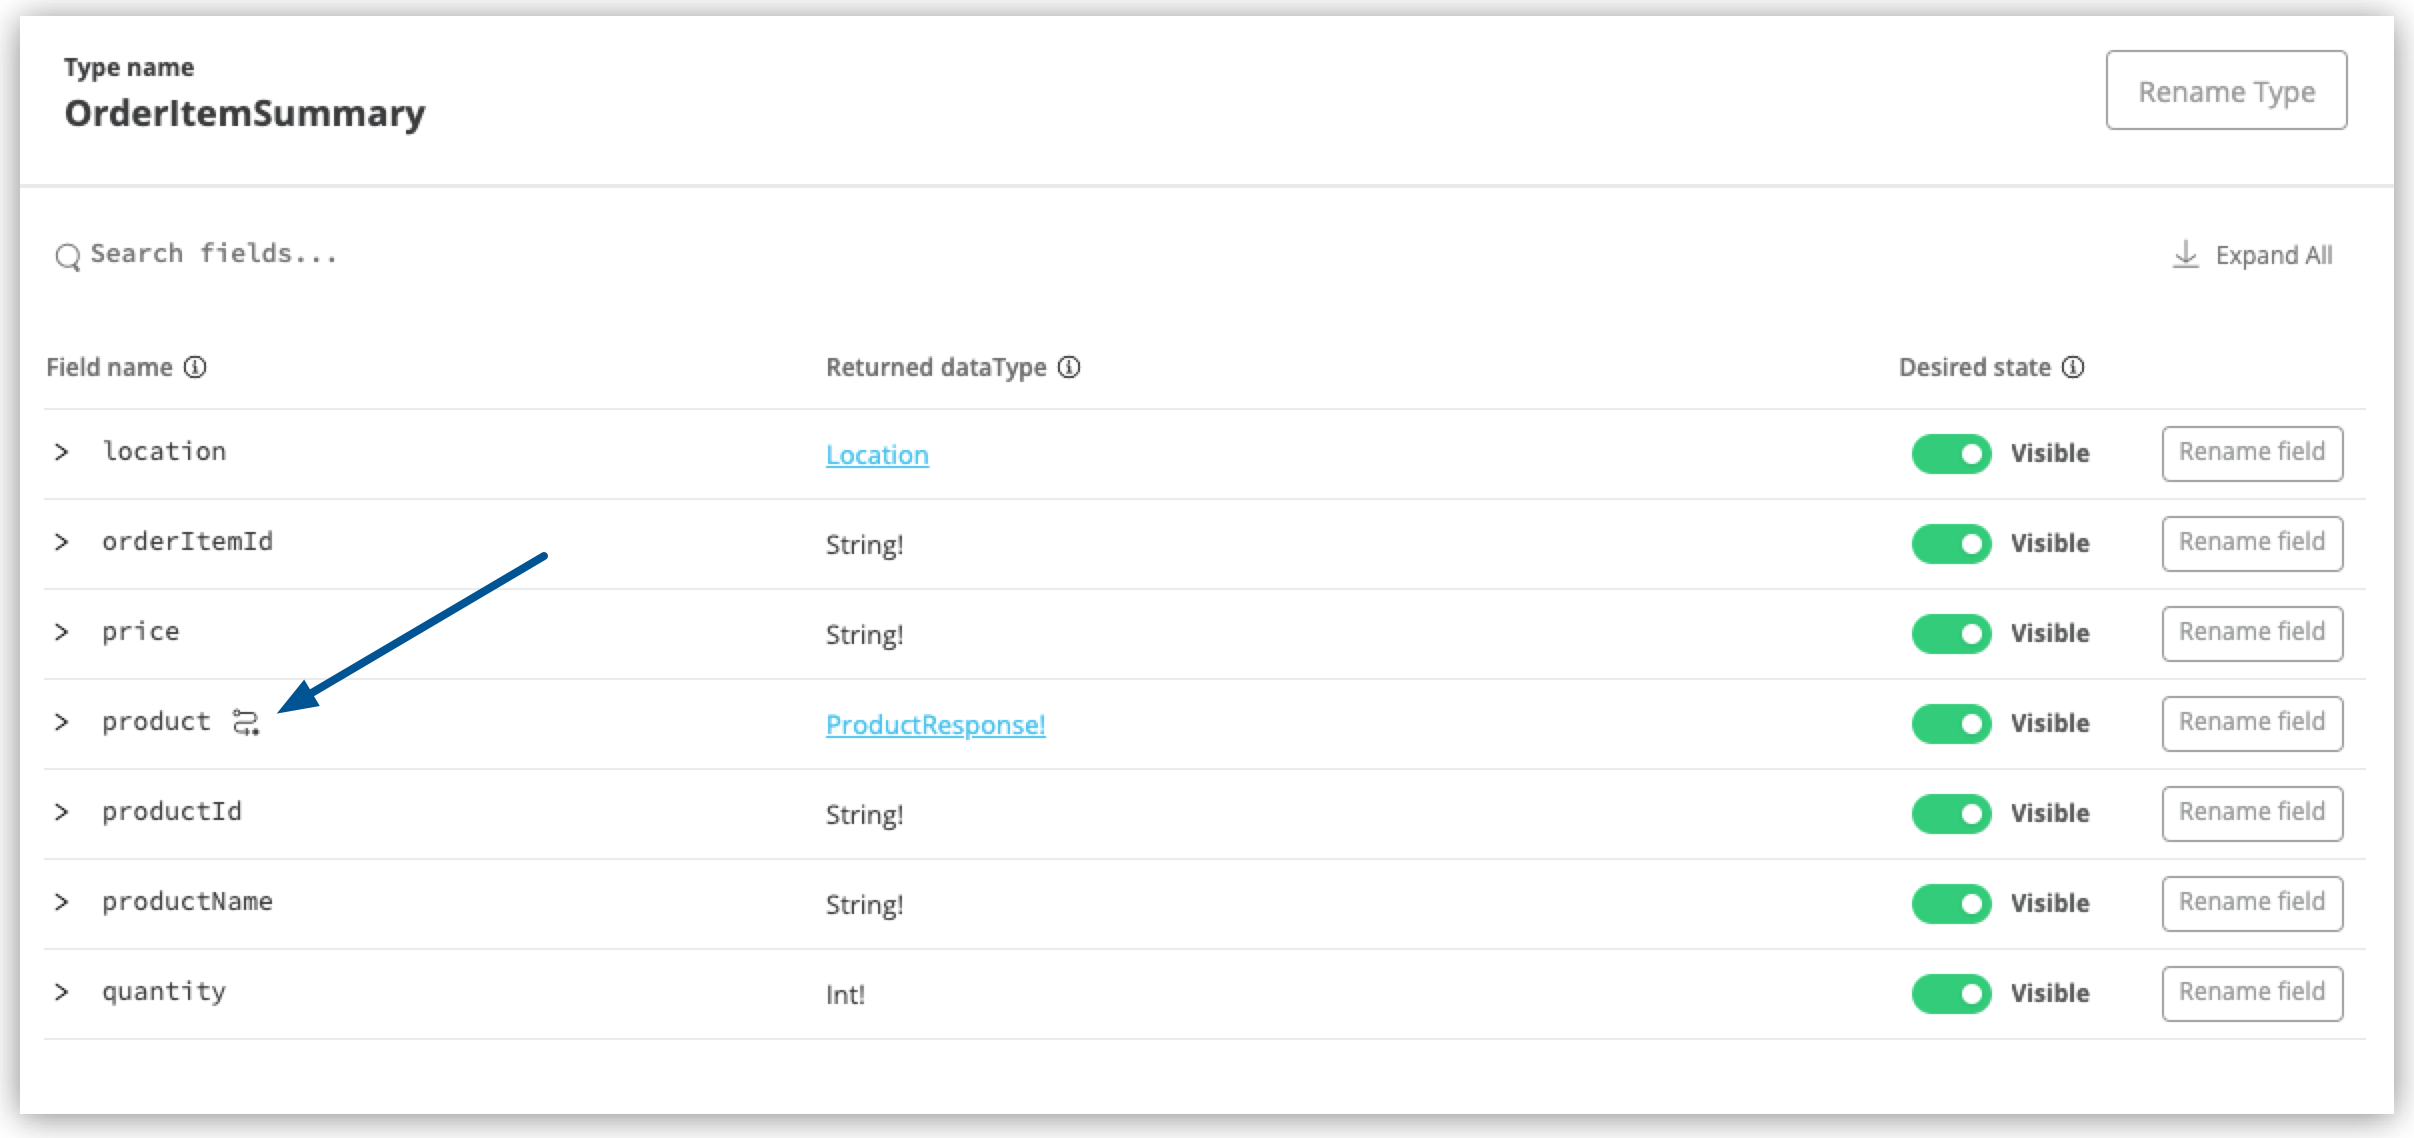 Type name
OrderItemSummary
Rename Type
Search fields...
Expand All
Field name Returned dataType Desired state
location Location Visible Rename field
orderItemId String! Visible Rename field
price String! Visible Rename field
product ProductResponse! Visible Rename field
productId String! Visible Rename field
productName String! Visible Rename field
quantity Int! Visible Rename field